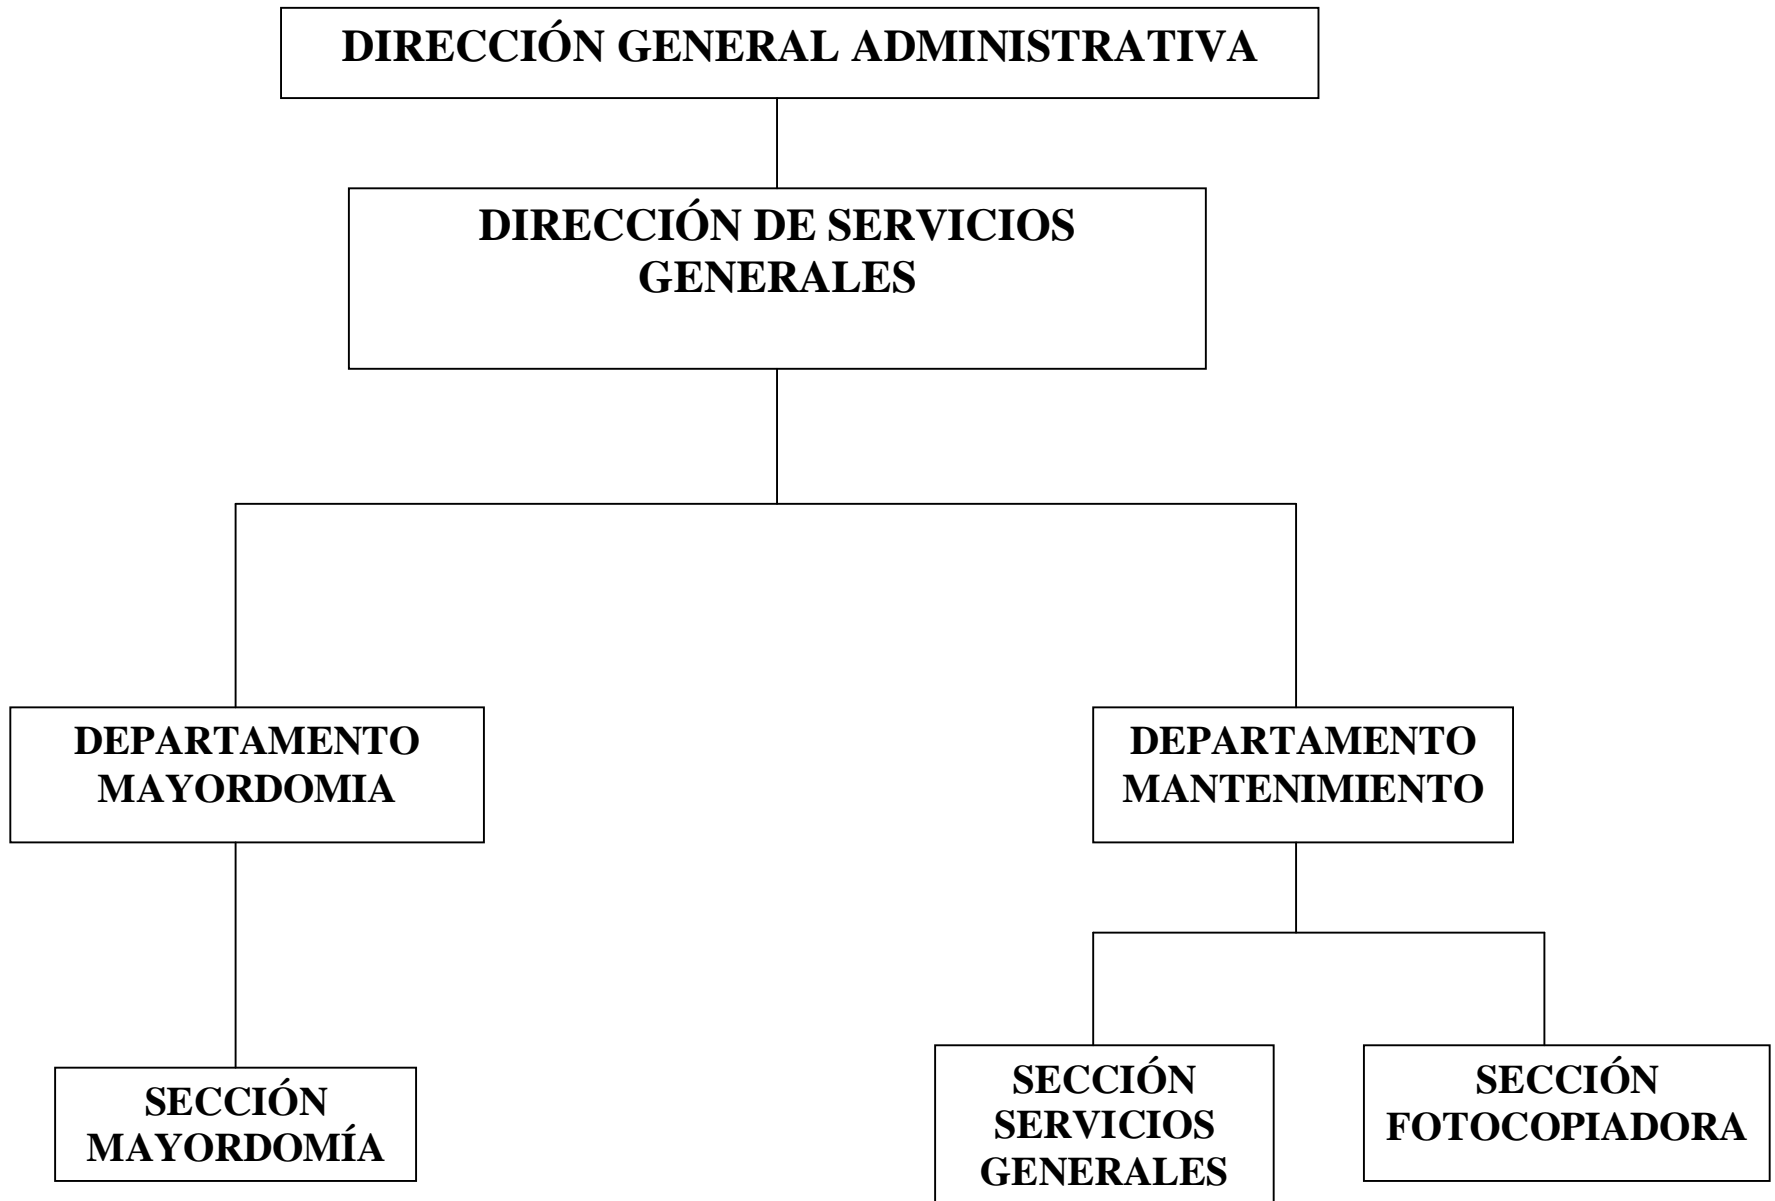 DIRECCIÓN GENERAL ADMINISTRATIVA
DIRECCIÓN DE SERVICIOS
GENERALES
DEPARTAMENTO
MAYORDOMIA
DEPARTAMENTO
MANTENIMIENTO
SECCIÓN
MAYORDOMÍA
SECCIÓN
SERVICIOS
GENERALES
SECCIÓN
FOTOCOPIADORA